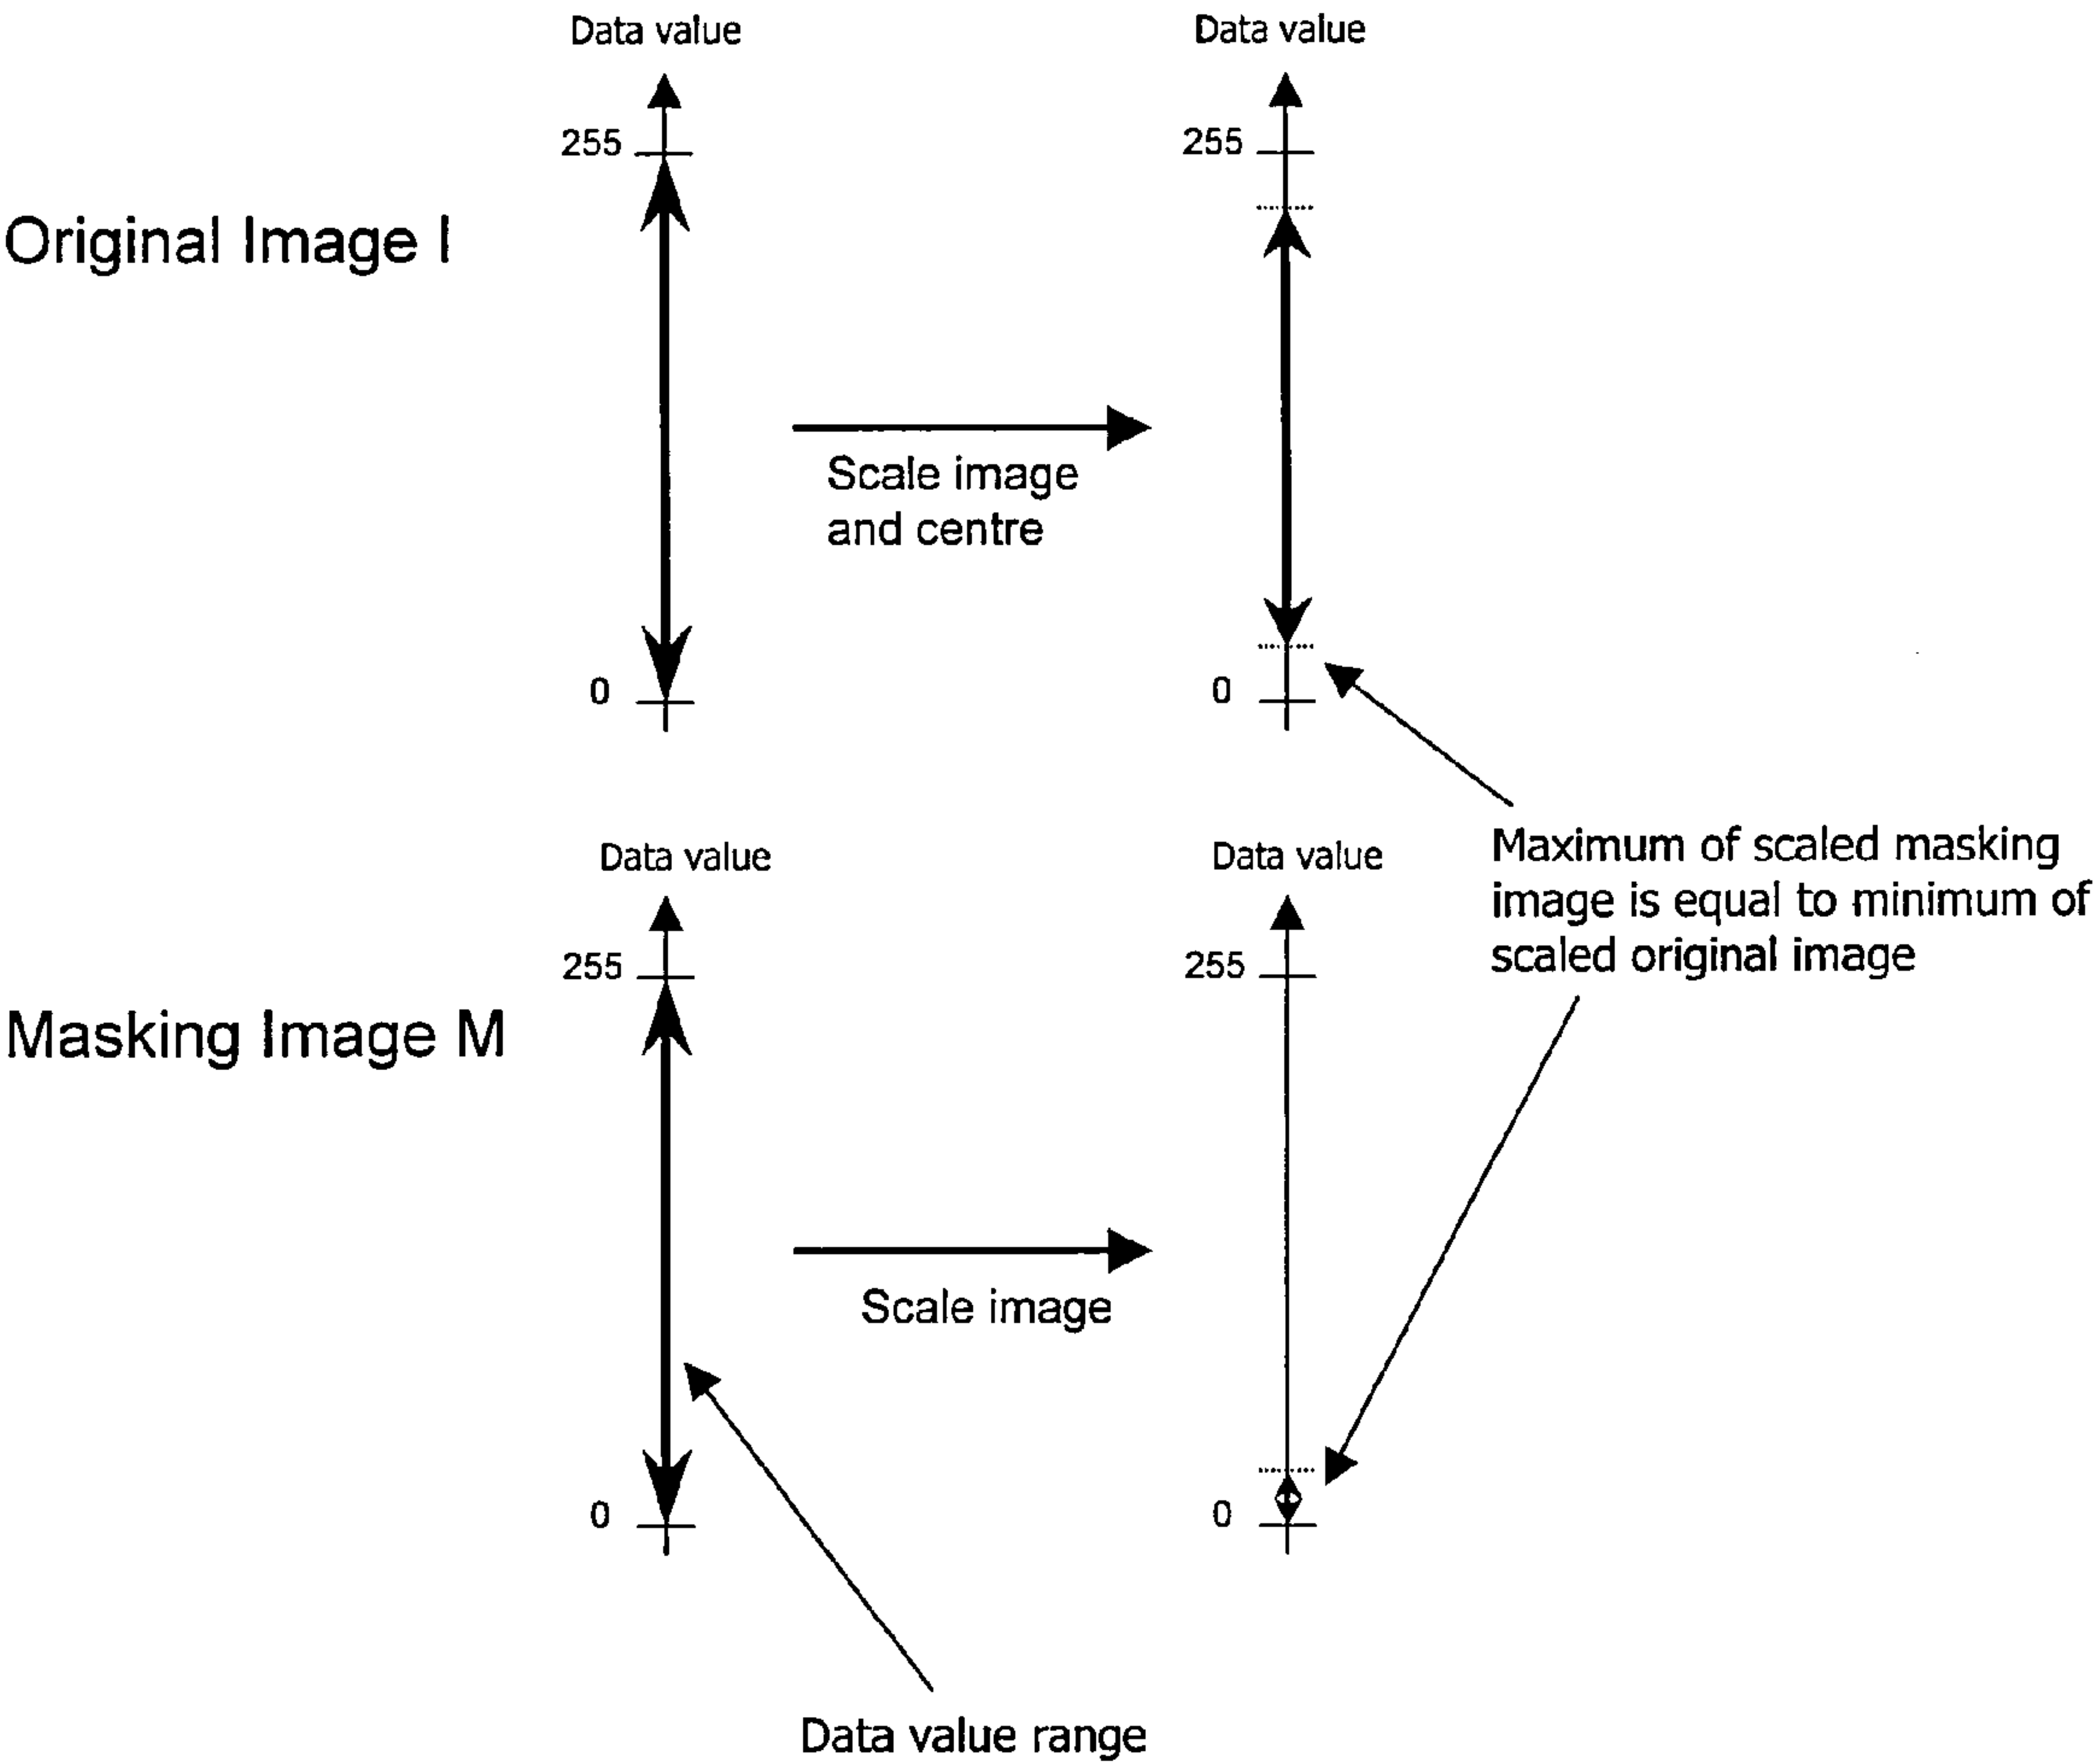 Data value
Data value
255
255
Original Image I
Scale image
and centre
0
0
Data value
Data value
Maximum of scaled masking
image is equal to minimum of
scaled original image
255
255
Masking Image M
Scale image
0
0
Data value range